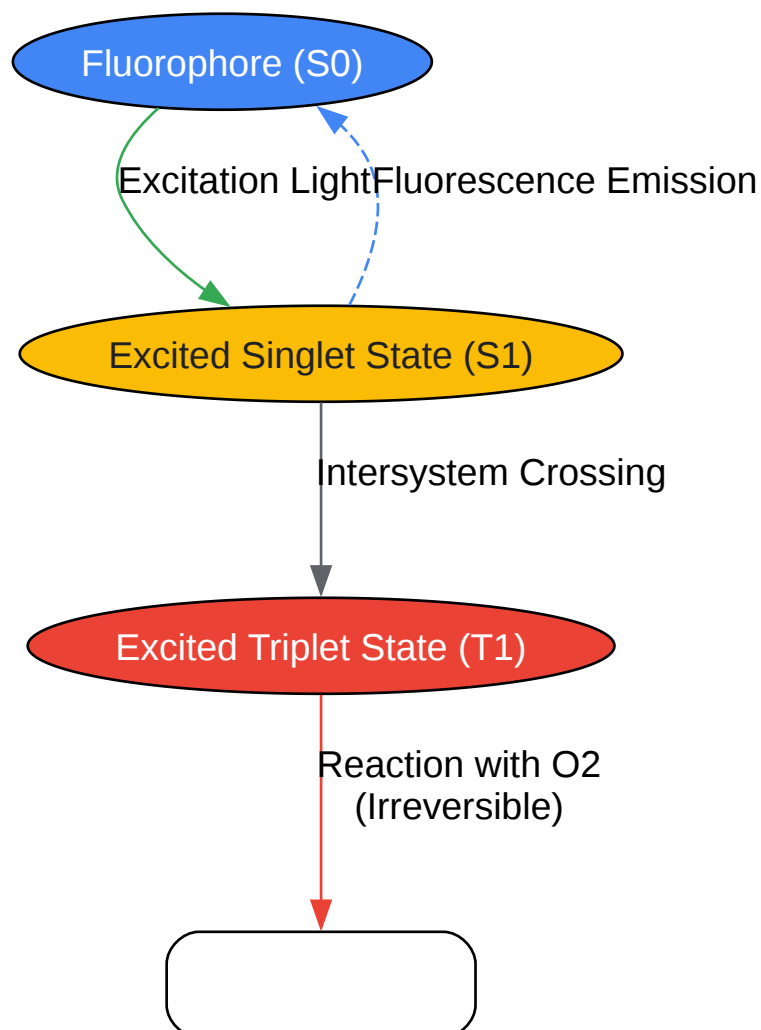 Fluorophore (S0)
Excitation Light
Fluorescence Emission
Excited Singlet State (S1)
Intersystem Crossing
Excited Triplet State (T1)
Reaction with O2
(Irreversible)